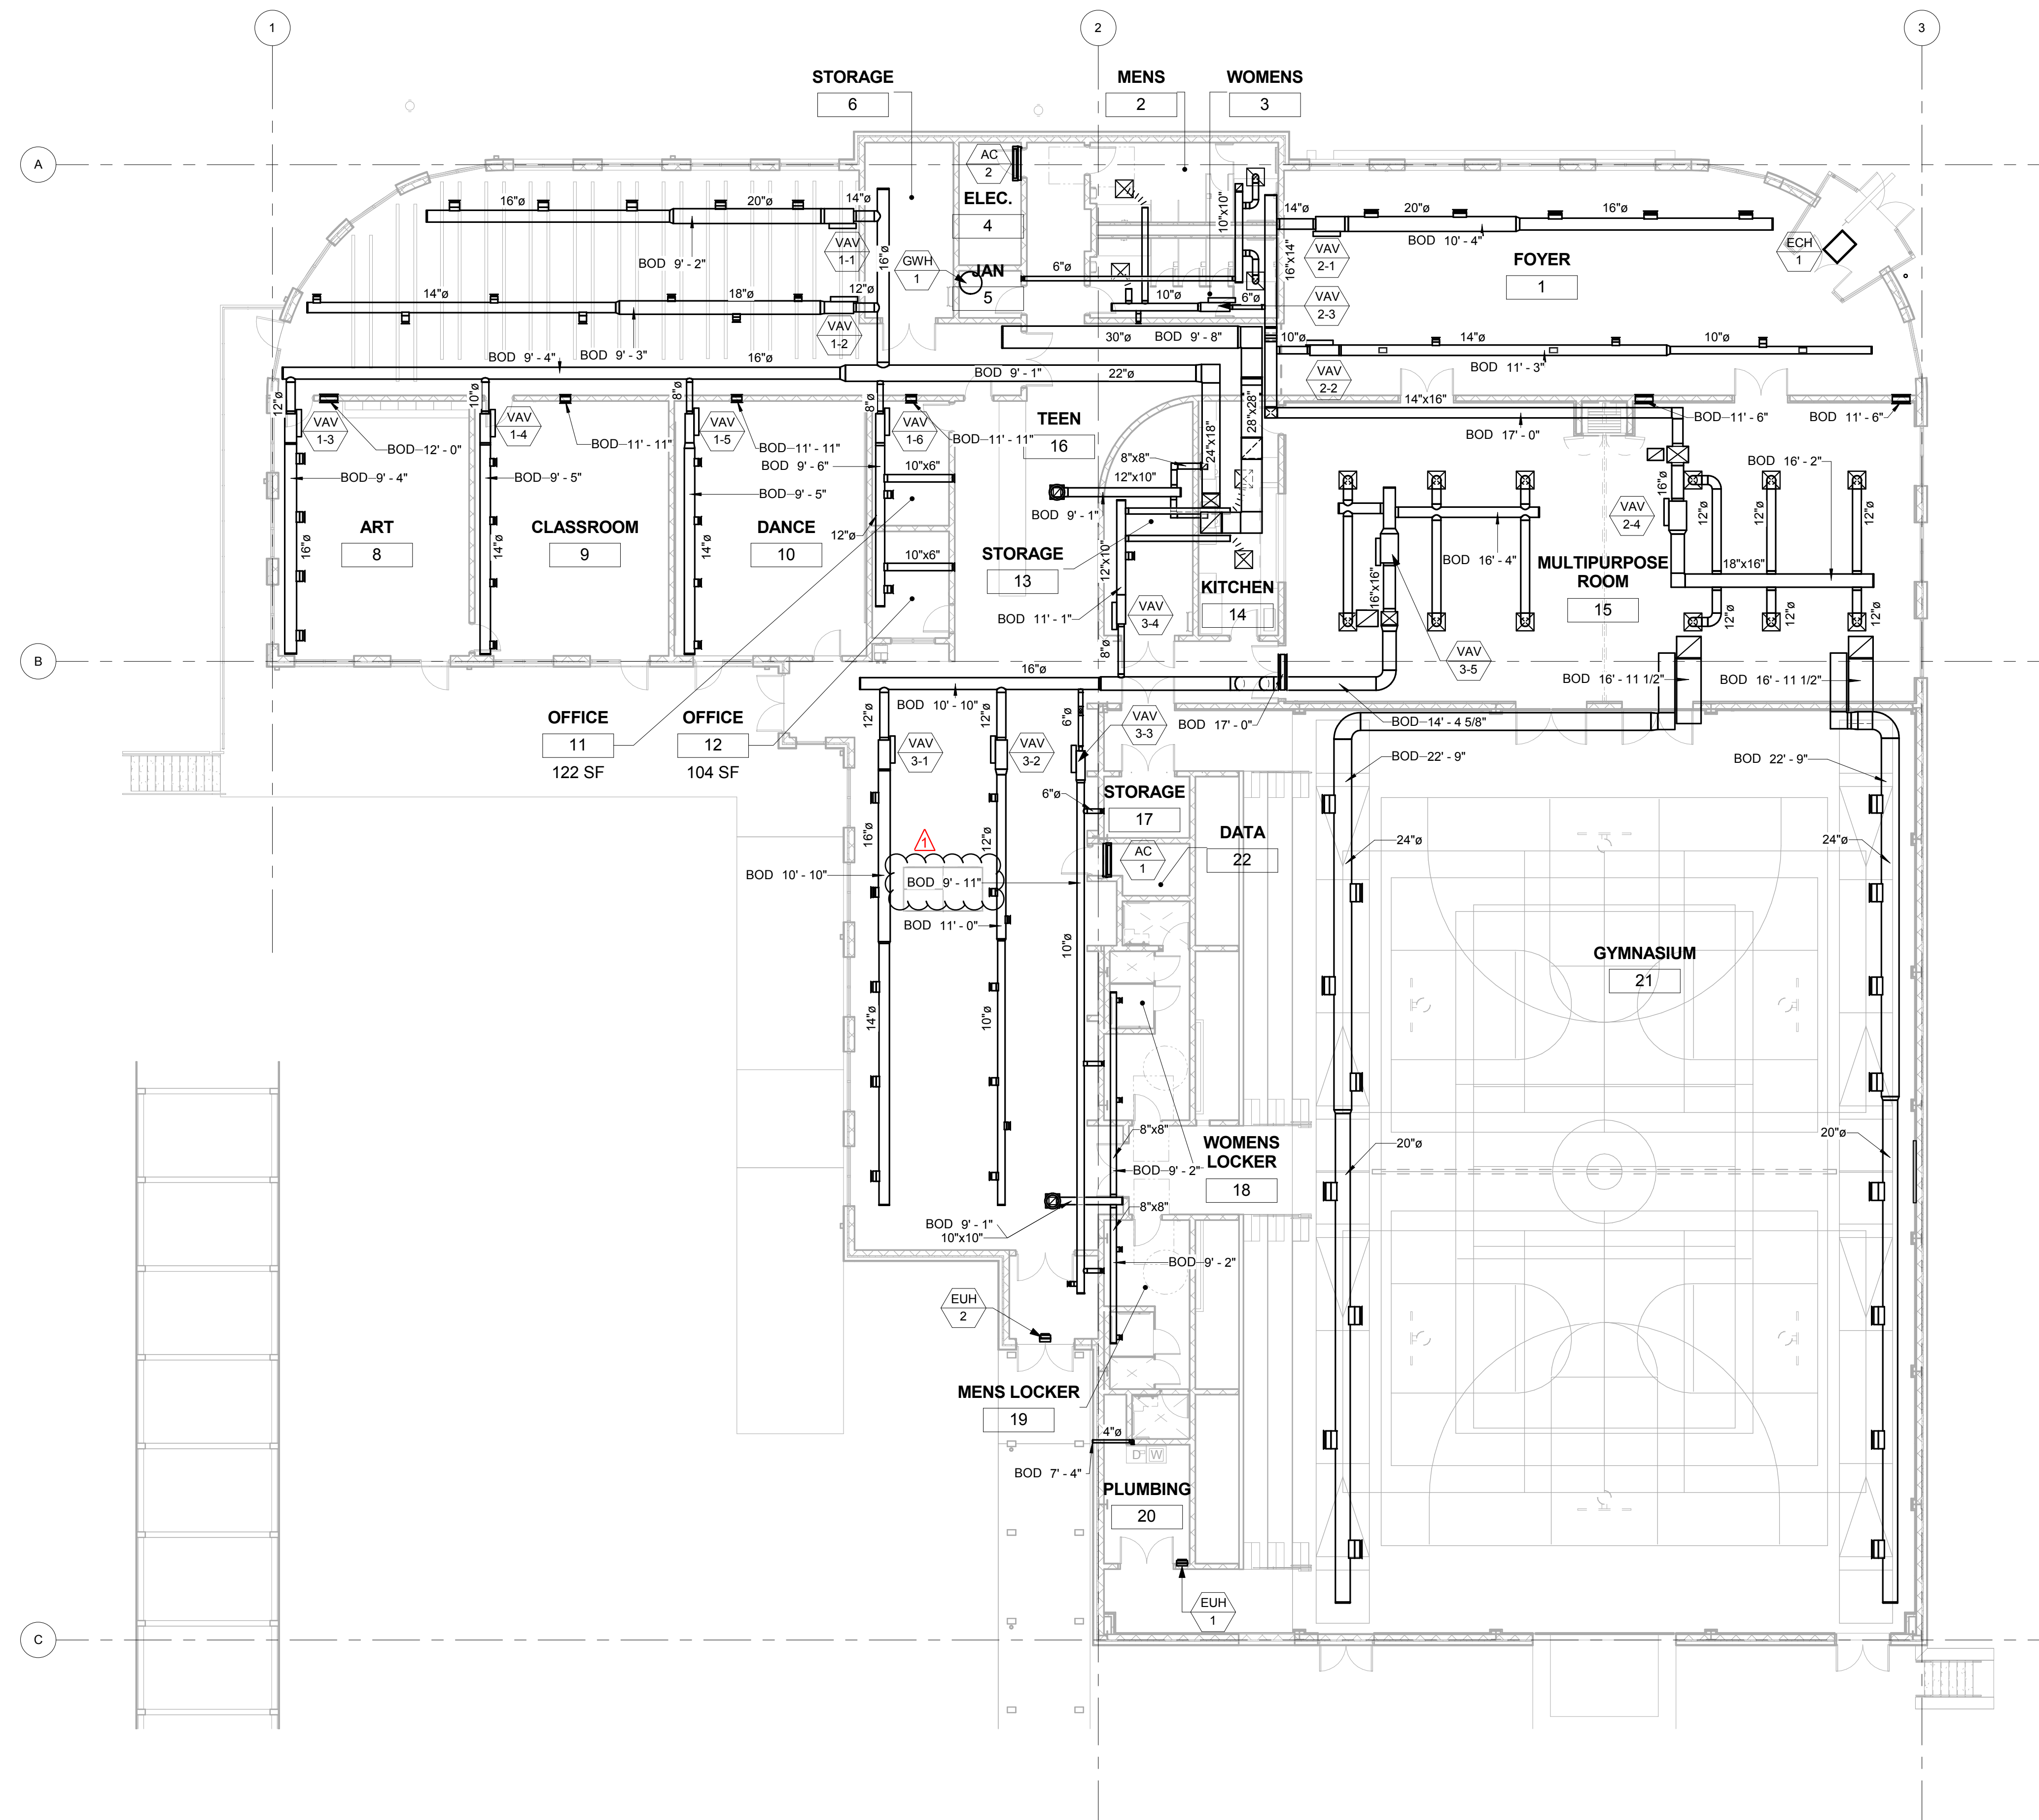 1
2
3
A
STORAGE
6
MENS
2
WOMENS
3
AC
2
ELEC.
4
JAN
5
GWH
1
16"ø
20"ø
14"ø
BOD 9' - 2"
VAV
1-1
16"ø
14"ø
18"ø
12"ø
VAV
1-2
BOD 9' - 4"
BOD 9' - 3"
16"ø
6"ø
10"ø
6"ø
10"x10"
16"x14"
14"ø
20"ø
16"ø
VAV
2-1
BOD 10' - 4"
FOYER
1
ECH
1
VAV
2-3
30"ø
BOD 9' - 8"
10"ø
14"ø
10"ø
BOD 11' - 3"
VAV
2-2
BOD 9' - 1"
22"ø
12"ø
10"ø
8"ø
8"ø
VAV
1-3
BOD 12' - 0"
VAV
1-4
BOD 11' - 11"
VAV
1-5
BOD 11' - 11"
VAV
1-6
BOD 11' - 11"
TEEN
16
28"x28"
24"x18"
14"x16"
BOD 17' - 0"
BOD 11' - 6"
BOD 11' - 6"
BOD 9' - 4"
BOD 9' - 5"
BOD 9' - 6"
BOD 9' - 5"
10"x6"
8"x8"
12"x10"
BOD 9' - 1"
BOD 16' - 2"
16"ø
VAV
2-4
12"ø
12"ø
12"ø
ART
8
16"ø
CLASSROOM
9
14"ø
DANCE
10
14"ø
12"ø
10"x6"
STORAGE
13
12"x10"
BOD 11' - 1"
VAV
3-4
8"ø
KITCHEN
14
16"x16"
BOD 16' - 4"
MULTIPURPOSE
ROOM
15
18"x16"
12"ø
12"ø
12"ø
B
16"ø
VAV
3-5
BOD 16' - 11 1/2"
BOD 16' - 11 1/2"
OFFICE
11
122 SF
OFFICE
12
104 SF
BOD 10' - 10"
12"ø
12"ø
6"ø
VAV
3-3
BOD 17' - 0"
BOD 14' - 4 5/8"
VAV
3-1
VAV
3-2
BOD 22' - 9"
BOD 22' - 9"
6"ø
STORAGE
17
DATA
22
AC
1
16"ø
1
12"ø
24"ø
24"ø
BOD 10' - 10"
BOD 9' - 11"
BOD 11' - 0"
10"ø
GYMNASIUM
21
14"ø
10"ø
8"x8"
BOD 9' - 2"
WOMENS
LOCKER
18
20"ø
20"ø
8"x8"
BOD 9' - 1"
10"x10"
BOD 9' - 2"
EUH
2
MENS LOCKER
19
4"ø
BOD 7' - 4"
D
W
PLUMBING
20
EUH
1
C